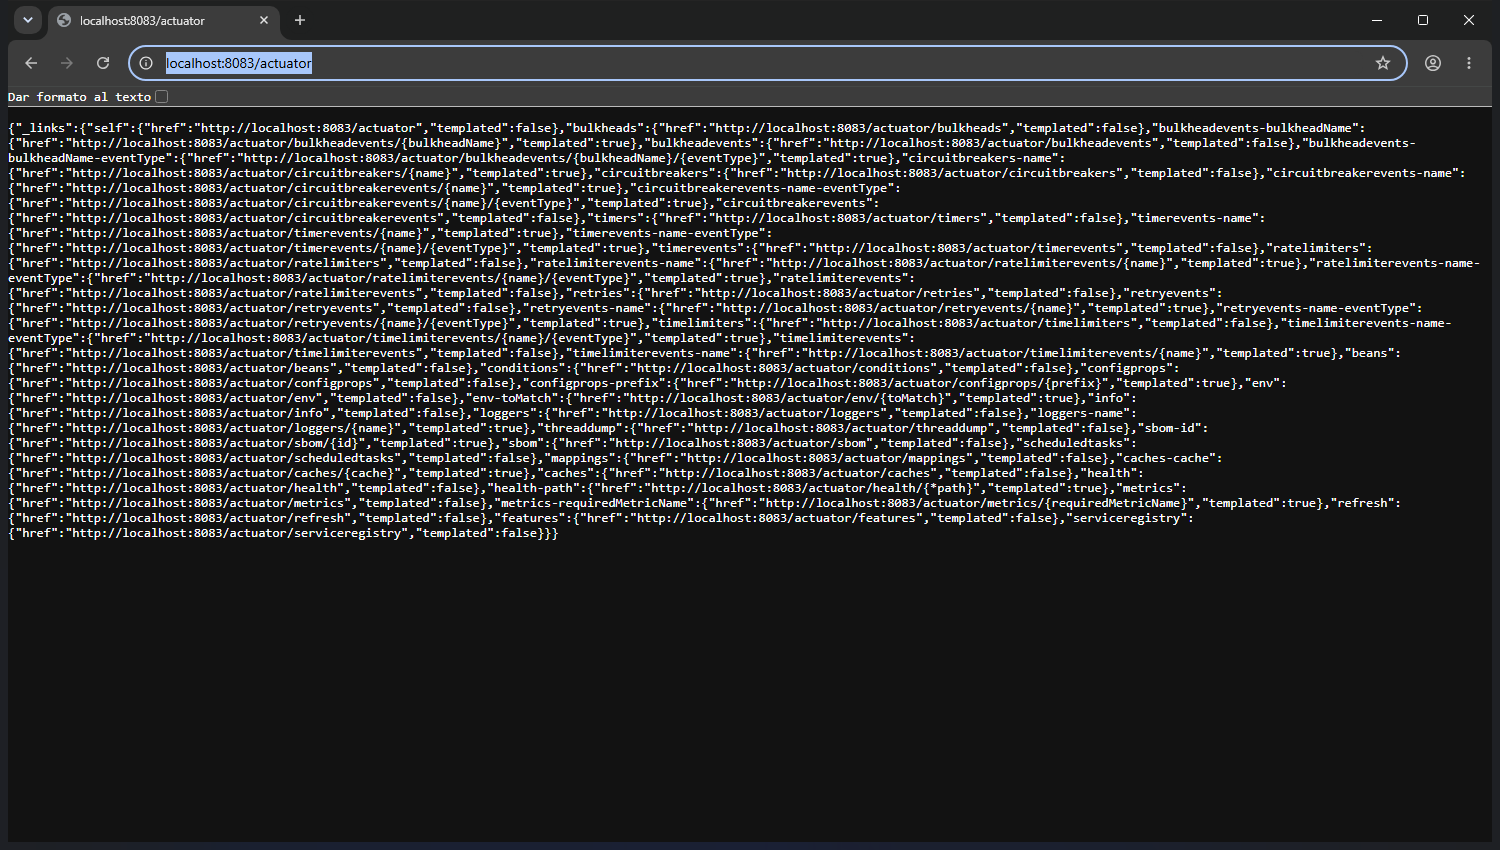 localhost:8083/actuator
localhost:8083/actuator
Dar formato al texto
{"_links":{"self":{"href":"http://localhost:8083/actuator","templated":false},"bulkheads":{"href":"http://localhost:8083/actuator/bulkheads","templated":false},"bulkheadevents-bulkheadName":
{"href":"http://localhost:8083/actuator/bulkheadevents/{bulkheadName}","templated":true},"bulkheadevents":{"href":"http://localhost:8083/actuator/bulkheadevents","templated":false},"bulkheadevents-
bulkheadName-eventType":{"href":"http://localhost:8083/actuator/bulkheadevents/{bulkheadName}/{eventType}","templated":true},"circuitbreakers-name":
{"href":"http://localhost:8083/actuator/circuitbreakers/{name}","templated":true},"circuitbreakers":{"href":"http://localhost:8083/actuator/circuitbreakers","templated":false},"circuitbreakerevents-name":
{"href":"http://localhost:8083/actuator/circuitbreakerevents/{name}","templated":true},"circuitbreakerevents-name-eventType":
{"href":"http://localhost:8083/actuator/circuitbreakerevents/{name}/{eventType}","templated":true},"circuitbreakerevents":
{"href":"http://localhost:8083/actuator/circuitbreakerevents","templated":false},"timers":{"href":"http://localhost:8083/actuator/timers","templated":false},"timerevents-name":
{"href":"http://localhost:8083/actuator/timerevents/{name}","templated":true},"timerevents-name-eventType":
{"href":"http://localhost:8083/actuator/timerevents/{name}/{eventType}","templated":true},"timerevents":{"href":"http://localhost:8083/actuator/timerevents","templated":false},"ratelimiters":
{"href":"http://localhost:8083/actuator/ratelimiters","templated":false},"ratelimiterevents-name":{"href":"http://localhost:8083/actuator/ratelimiterevents/{name}","templated":true},"ratelimiterevents-name-
eventType":{"href":"http://localhost:8083/actuator/ratelimiterevents/{name}/{eventType}","templated":true},"ratelimiterevents":
{"href":"http://localhost:8083/actuator/ratelimiterevents","templated":false},"retries":{"href":"http://localhost:8083/actuator/retries","templated":false},"retryevents":
{"href":"http://localhost:8083/actuator/retryevents","templated":false},"retryevents-name":{"href":"http://localhost:8083/actuator/retryevents/{name}","templated":true},"retryevents-name-eventType":
{"href":"http://localhost:8083/actuator/retryevents/{name}/{eventType}","templated":true},"timelimiters":{"href":"http://localhost:8083/actuator/timelimiters","templated":false},"timelimiterevents-name-
eventType":{"href":"http://localhost:8083/actuator/timelimiterevents/{name}/{eventType}","templated":true},"timelimiterevents":
{"href":"http://localhost:8083/actuator/timelimiterevents","templated":false},"timelimiterevents-name":{"href":"http://localhost:8083/actuator/timelimiterevents/{name}","templated":true},"beans":
{"href":"http://localhost:8083/actuator/beans","templated":false},"conditions":{"href":"http://localhost:8083/actuator/conditions","templated":false},"configprops":
{"href":"http://localhost:8083/actuator/configprops","templated":false},"configprops-prefix":{"href":"http://localhost:8083/actuator/configprops/{prefix}","templated":true},"env":
{"href":"http://localhost:8083/actuator/env","templated":false},"env-toMatch":{"href":"http://localhost:8083/actuator/env/{toMatch}","templated":true},"info":
{"href":"http://localhost:8083/actuator/info","templated":false},"loggers":{"href":"http://localhost:8083/actuator/loggers","templated":false},"loggers-name":
{"href":"http://localhost:8083/actuator/loggers/{name}","templated":true},"threaddump":{"href":"http://localhost:8083/actuator/threaddump","templated":false},"sbom-id":
{"href":"http://localhost:8083/actuator/sbom/{id}","templated":true},"sbom":{"href":"http://localhost:8083/actuator/sbom","templated":false},"scheduledtasks":
{"href":"http://localhost:8083/actuator/scheduledtasks","templated":false},"mappings":{"href":"http://localhost:8083/actuator/mappings","templated":false},"caches-cache":
{"href":"http://localhost:8083/actuator/caches/{cache}","templated":true},"caches":{"href":"http://localhost:8083/actuator/caches","templated":false},"health":
{"href":"http://localhost:8083/actuator/health","templated":false},"health-path":{"href":"http://localhost:8083/actuator/health/{*path}","templated":true},"metrics":
{"href":"http://localhost:8083/actuator/metrics","templated":false},"metrics-requiredMetricName":{"href":"http://localhost:8083/actuator/metrics/{requiredMetricName}","templated":true},"refresh":
{"href":"http://localhost:8083/actuator/refresh","templated":false},"features":{"href":"http://localhost:8083/actuator/features","templated":false},"serviceregistry":
{"href":"http://localhost:8083/actuator/serviceregistry","templated":false}}}